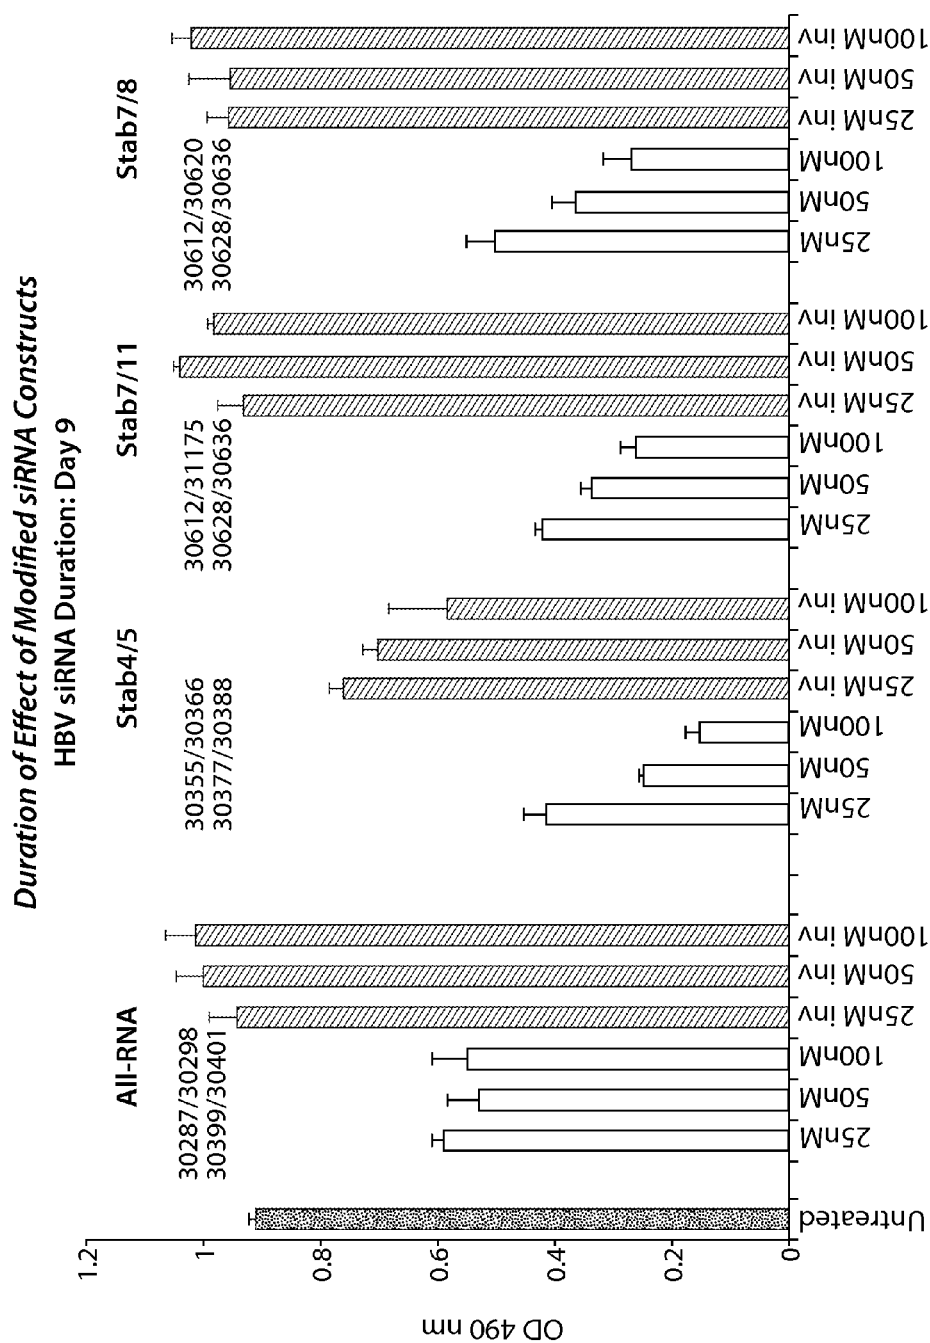 Duration of Effect of Modified siRNA Constructs
HBV siRNA Duration: Day 9
All-RNA
Stab4/5
Stab7/11
Stab7/8
30287/30298
30399/30401
30355/30366
30377/30388
30612/31175
30628/30636
30612/30620
30628/30636
OD 490 nm
1.2
1
0.8
0.6
0.4
0.2
0
Untreated
25nM
50nM
100nM
25nM inv
50nM inv
100nM inv
25nM
50nM
100nM
25nM inv
50nM inv
100nM inv
25nM
50nM
100nM
25nM inv
50nM inv
100nM inv
25nM
50nM
100nM
25nM inv
50nM inv
100nM inv